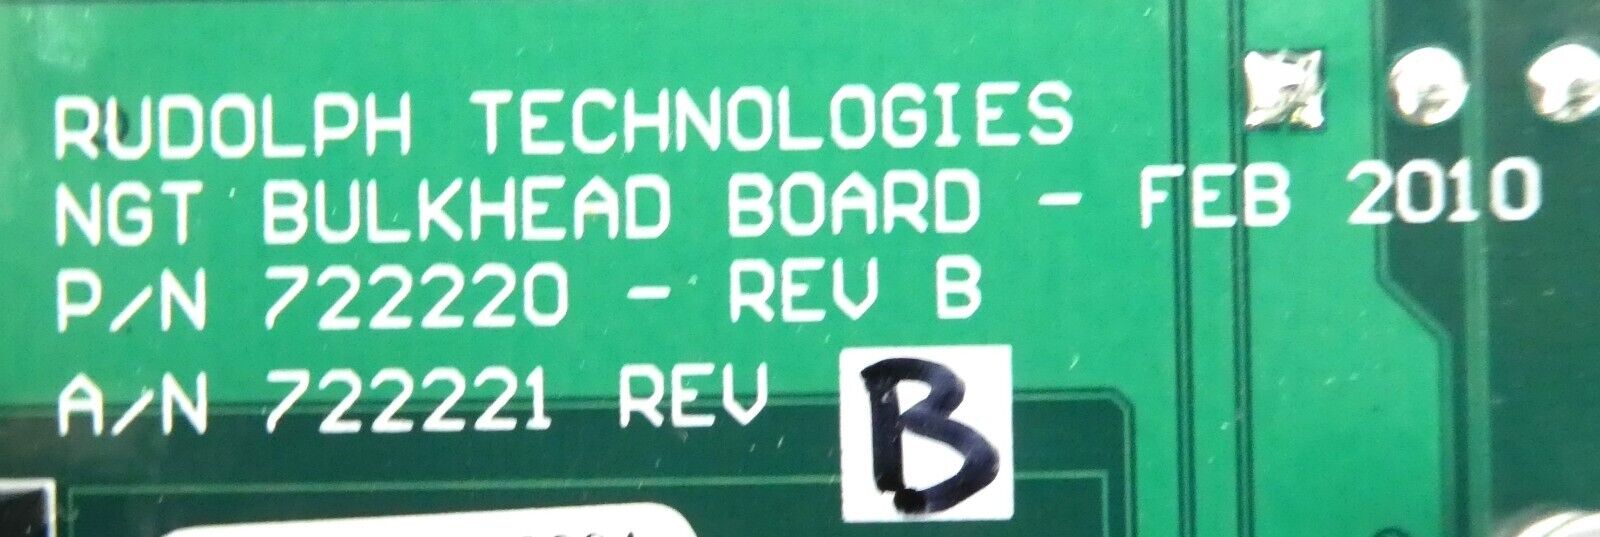 RUDOLPH TECHNOLOGIES
NGT BULKHEAD BOARD - FEB 2010
P/N 722220 - REV B
A/N 722221 REV B